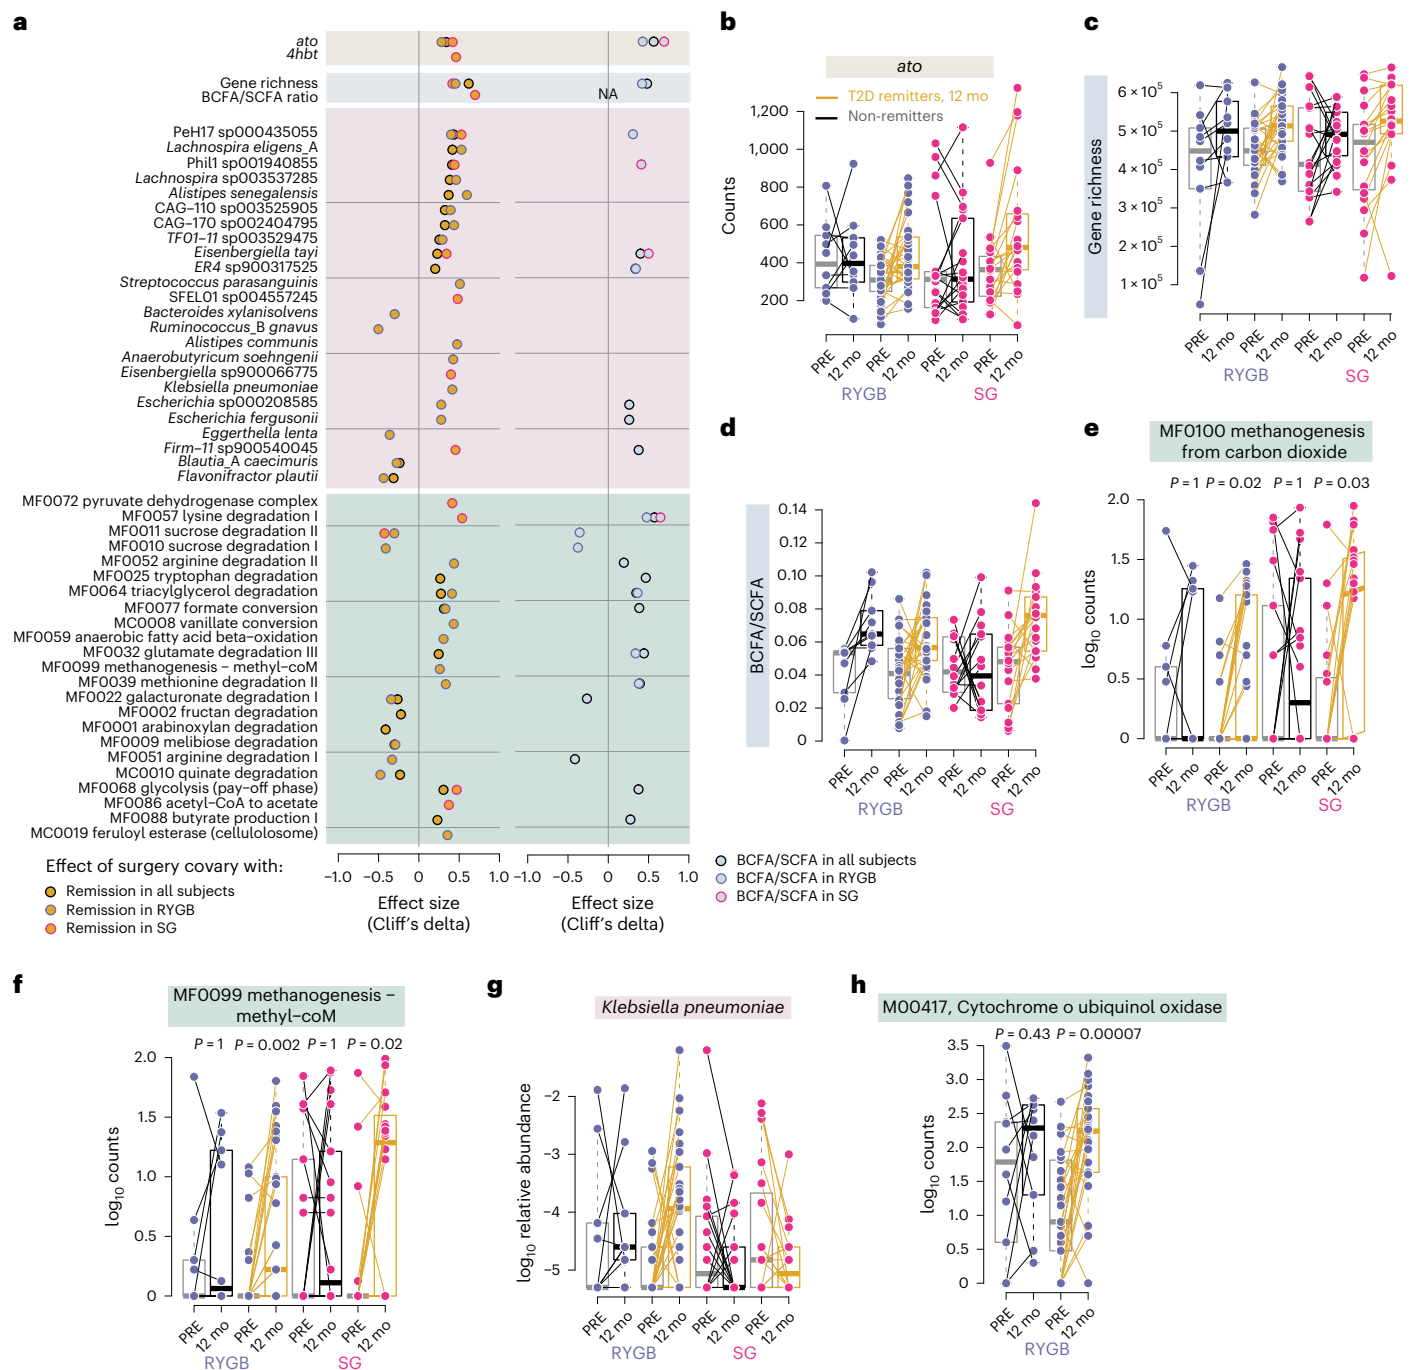 a
ato
4hbt
Gene richness
BCFA/SCFA ratio
NA
PeH17 sp000435055
Lachnospira eligens_A
Phil1 sp001940855
Lachnospira sp003537285
Alistipes senegalensis
CAG–110 sp003525905
CAG–170 sp002404795
TF01–11 sp003529475
Eisenbergiella tayi
ER4 sp900317525
Streptococcus parasanguinis
SFEL01 sp004557245
Bacteroides xylanisolvens
Ruminococcus_B gnavus
Alistipes communis
Anaerobutyricum soehngenii
Eisenbergiella sp900066775
Klebsiella pneumoniae
Escherichia sp000208585
Escherichia fergusonii
Eggerthella lenta
Firm–11 sp900540045
Blautia_A caecimuris
Flavonifractor plautii
MF0072 pyruvate dehydrogenase complex
MF0057 lysine degradation I
MF0011 sucrose degradation II
MF0010 sucrose degradation I
MF0052 arginine degradation II
MF0025 tryptophan degradation
MF0064 triacylglycerol degradation
MF0077 formate conversion
MC0008 vanillate conversion
MF0059 anaerobic fatty acid beta–oxidation
MF0032 glutamate degradation III
MF0099 methanogenesis – methyl–coM
MF0039 methionine degradation II
MF0022 galacturonate degradation I
MF0002 fructan degradation
MF0001 arabinoxylan degradation
MF0009 melibiose degradation
MF0051 arginine degradation I
MC0010 quinate degradation
MF0068 glycolysis (pay–off phase)
MF0086 acetyl–CoA to acetate
MF0088 butyrate production I
MC0019 feruloyl esterase (cellulolosome)
Effect of surgery covary with:
Remission in all subjects
Remission in RYGB
Remission in SG
−1.0 −0.5 0 0.5 1.0
Effect size
(Cliff's delta)
−1.0 −0.5 0 0.5 1.0
Effect size
(Cliff's delta)
BCFA/SCFA in all subjects
BCFA/SCFA in RYGB
BCFA/SCFA in SG
b
ato
T2D remitters, 12 mo
Non-remitters
Counts
1,200
1,000
800
600
400
200
PRE 12 mo PRE 12 mo PRE 12 mo PRE 12 mo
RYGB SG
c
Gene richness
6 × 10⁵
5 × 10⁵
4 × 10⁵
3 × 10⁵
2 × 10⁵
1 × 10⁵
PRE 12 mo PRE 12 mo PRE 12 mo PRE 12 mo
RYGB SG
d
BCFA/SCFA
0.14
0.12
0.10
0.08
0.06
0.04
0.02
0
PRE 12 mo PRE 12 mo PRE 12 mo PRE 12 mo
RYGB SG
e
MF0100 methanogenesis
from carbon dioxide
P = 1 P = 0.02 P = 1 P = 0.03
log₁₀ counts
2.0
1.5
1.0
0.5
0
PRE 12 mo PRE 12 mo PRE 12 mo PRE 12 mo
RYGB SG
f
MF0099 methanogenesis –
methyl–coM
P = 1 P = 0.002 P = 1 P = 0.02
log₁₀ counts
2.0
1.5
1.0
0.5
0
PRE 12 mo PRE 12 mo PRE 12 mo PRE 12 mo
RYGB SG
g
Klebsiella pneumoniae
log₁₀ relative abundance
−2
−3
−4
−5
PRE 12 mo PRE 12 mo PRE 12 mo PRE 12 mo
RYGB SG
h
M00417, Cytochrome o ubiquinol oxidase
P = 0.43 P = 0.00007
log₁₀ counts
3.5
3.0
2.5
2.0
1.5
1.0
0.5
0
PRE 12 mo PRE 12 mo
RYGB